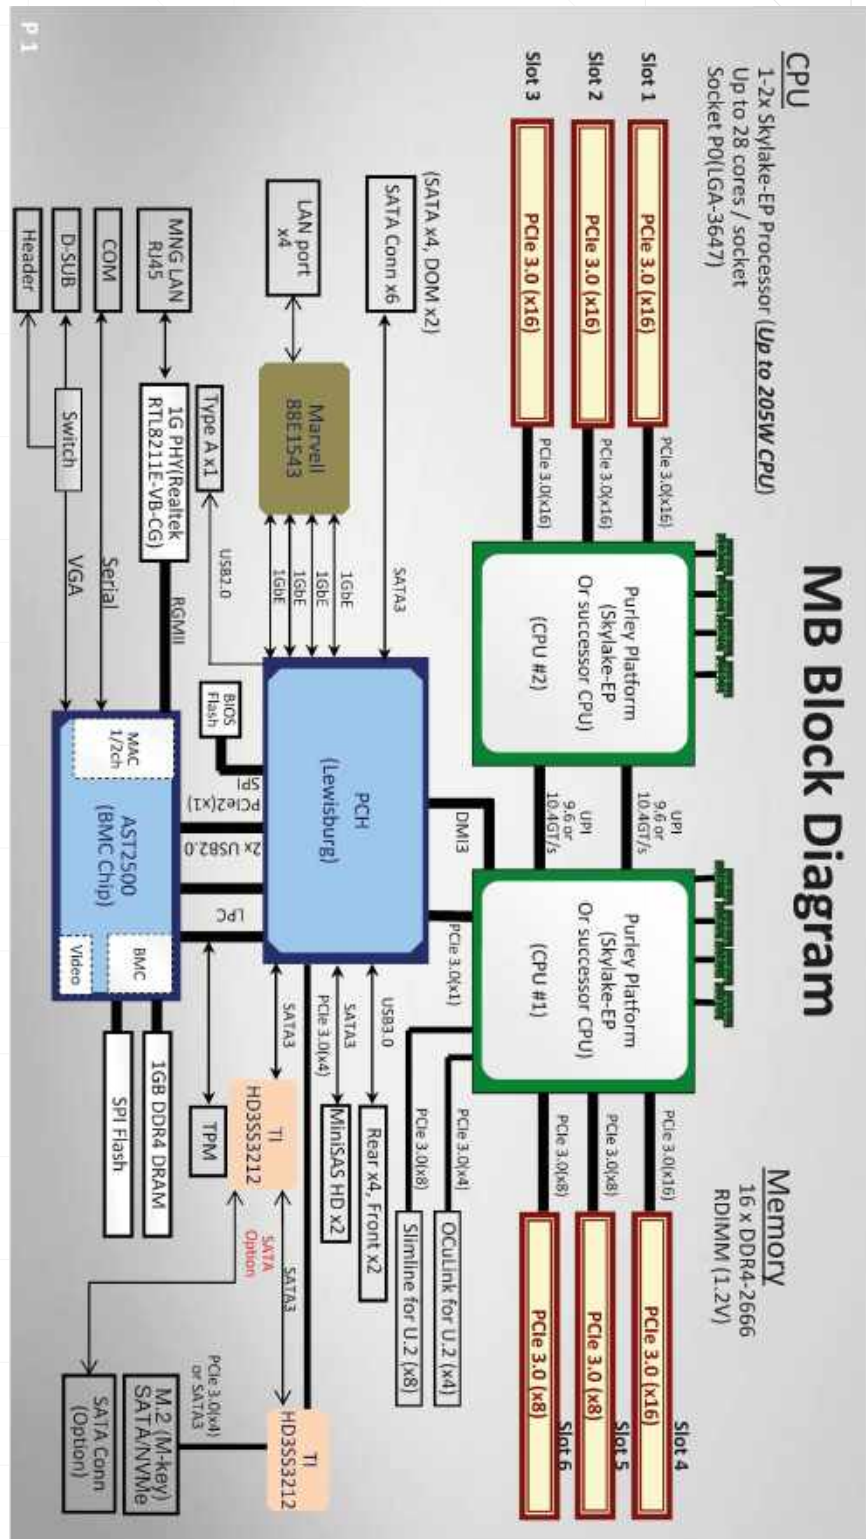 MB Block Diagram
CPU
1-2x Skylake-EP Processor (Up to 205W CPU)
Up to 28 cores / socket
Socket P0(LGA-3647)
Memory
16 x DDR4-2666
RDIMM (1.2V)
Slot 1
PCIe 3.0 (x16)
PCIe 3.0(x16)
Slot 2
PCIe 3.0 (x16)
PCIe 3.0(x16)
Slot 3
PCIe 3.0 (x16)
PCIe 3.0(x16)
Purley Platform
(Skylake-EP
Or successor CPU)
(CPU #2)
UPI
9.6 or
10.4GT/s
UPI
9.6 or
10.4GT/s
Purley Platform
(Skylake-EP
Or successor CPU)
(CPU #1)
PCIe 3.0(x16)
PCIe 3.0 (x16)
Slot 4
PCIe 3.0(x8)
PCIe 3.0 (x8)
Slot 5
PCIe 3.0(x8)
PCIe 3.0 (x8)
Slot 6
DMI3
PCIe 3.0(x1)
PCIe 3.0(x4)
OCuLink for U.2 (x4)
PCIe 3.0(x8)
Slimline for U.2 (x8)
(SATA x4, DOM x2)
SATA Conn x6
SATA3
LAN port
x4
Marvell
88E1543
1GbE
1GbE
1GbE
1GbE
Type A x1
USB2.0
PCH
(Lewisburg)
USB3.0
Rear x4, Front x2
SATA3
MiniSAS HD x2
PCIe 3.0(x4)
SATA3
TI
HD3SS3212
SATA3
SATA
Option
TI
HD3SS3212
PCIe 3.0(x4)
or SATA3
M.2 (M-key)
SATA/NVMe
SATA Conn
(Option)
BIOS
Flash
SPI
PCIe2(x1)
2x USB2.0
LPC
TPM
MNG LAN
RJ45
1G PHY(Realtek
RTL8211E-VB-CG)
RGMII
COM
Serial
D-SUB
Switch
VGA
Header
MAC
1/2ch
AST2500
(BMC Chip)
BMC
Video
1GB DDR4 DRAM
SPI Flash
P 1